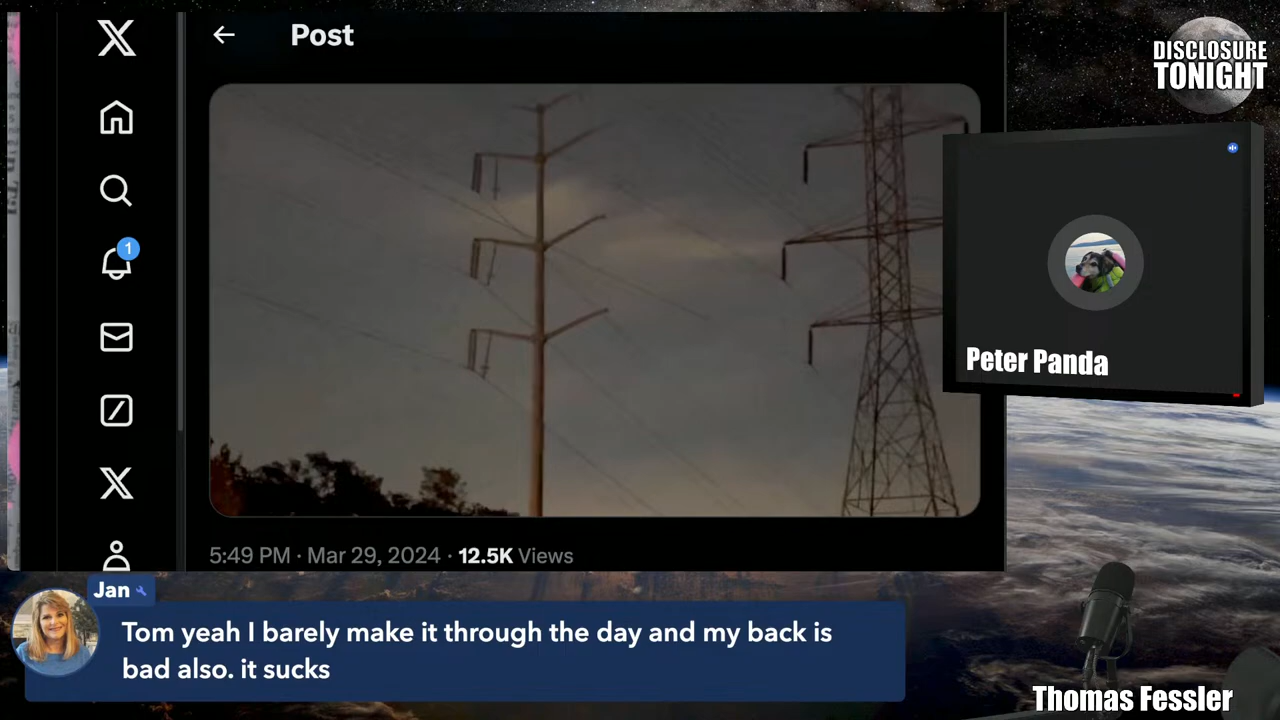 Post
DISCLOSURE
TONIGHT
1
Peter Panda
5:49 PM · Mar 29, 2024 · 12.5K Views
Jan
Tom yeah I barely make it through the day and my back is
bad also. it sucks
Thomas Fessler